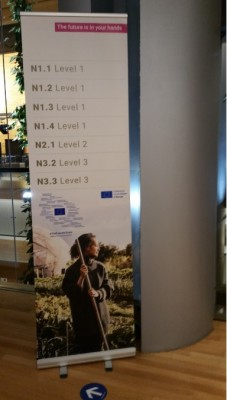 The future is in your hands
N1.1 Level 1
N1.2 Level 1
N1.3 Level 1
N1.4 Level 1
N2.1 Level 2
N3.2 Level 3
N3.3 Level 3